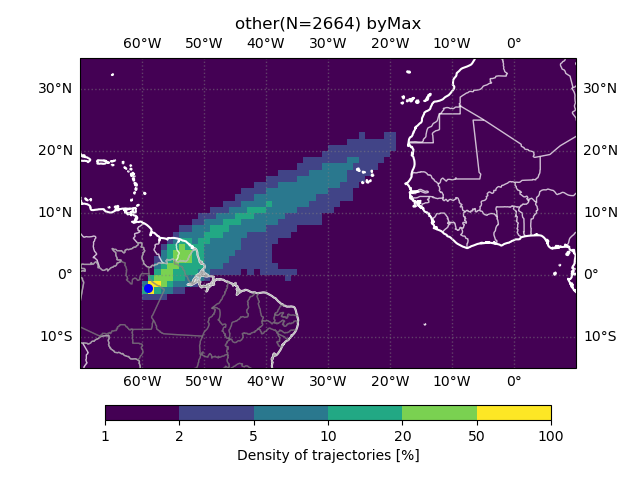 other(N=2664) byMax
60°W 50°W 40°W 30°W 20°W 10°W 0°
30°N 30°N
20°N 20°N
10°N 10°N
0° 0°
10°S 10°S
60°W 50°W 40°W 30°W 20°W 10°W 0°
1 2 5 10 20 50 100
Density of trajectories [%]